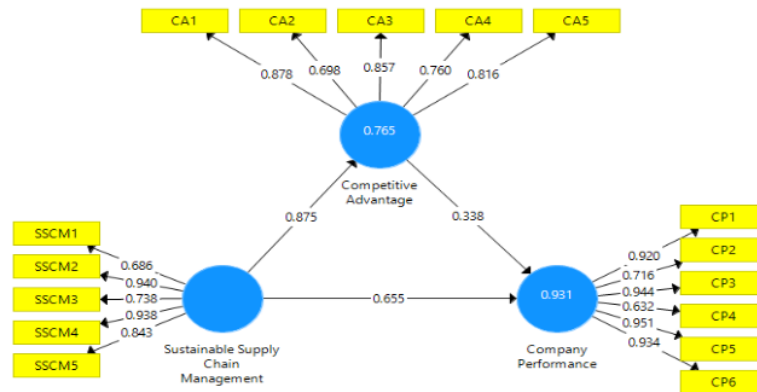 CA1 CA2 CA3 CA4 CA5
0.878 0.698 0.857 0.760 0.816
0.765
Competitive
Advantage
0.875 0.338
SSCM1
SSCM2
SSCM3
SSCM4
SSCM5
0.686
0.940
0.738
0.938
0.843
Sustainable Supply
Chain
Management
0.655
0.931
Company
Performance
0.920
0.716
0.944
0.632
0.951
0.934
CP1
CP2
CP3
CP4
CP5
CP6